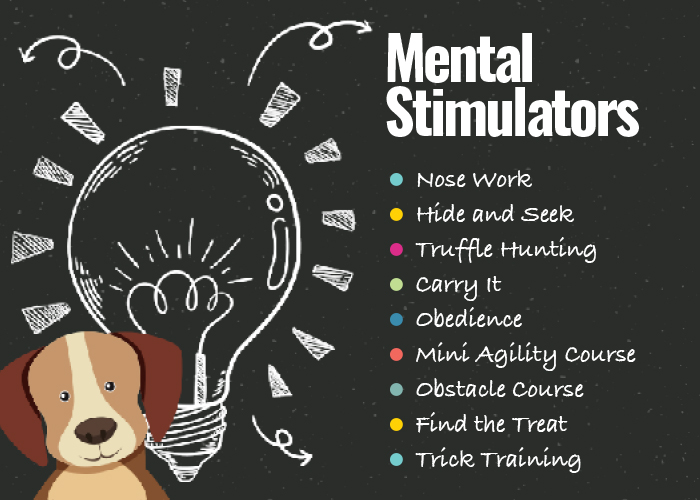 Mental
Stimulators
Nose Work
Hide and Seek
Truffle Hunting
Carry It
Obedience
Mini Agility Course
Obstacle Course
Find the Treat
Trick Training